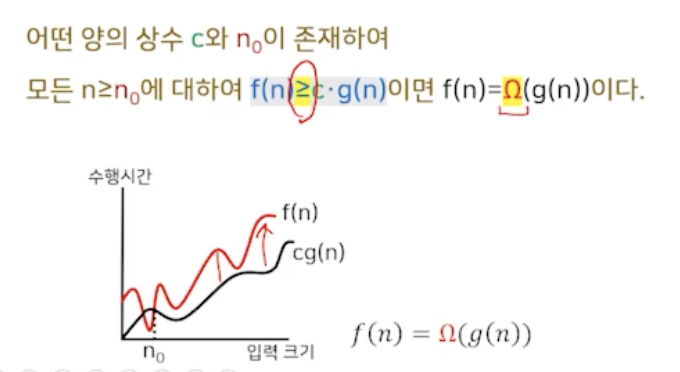 어떤 양의 상수 c와 n₀이 존재하여
모든 n≥n₀에 대하여 f(n)≥c·g(n)이면 f(n)=Ω(g(n))이다.
수행시간
f(n)
cg(n)
n₀
입력 크기
f(n) = Ω(g(n))